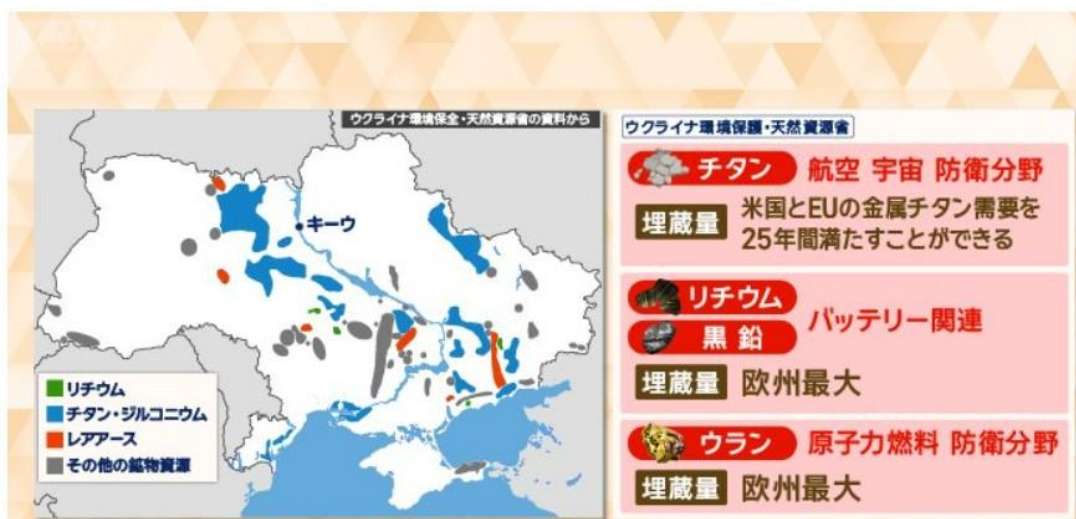 ウクライナ環境保全・天然資源省の資料から
キーウ
リチウム
チタン・ジルコニウム
レアアース
その他の鉱物資源
ウクライナ環境保護・天然資源省
チタン 航空 宇宙 防衛分野
埋蔵量 米国とEUの金属チタン需要を
25年間満たすことができる
リチウム
黒鉛
バッテリー関連
埋蔵量 欧州最大
ウラン 原子力燃料 防衛分野
埋蔵量 欧州最大